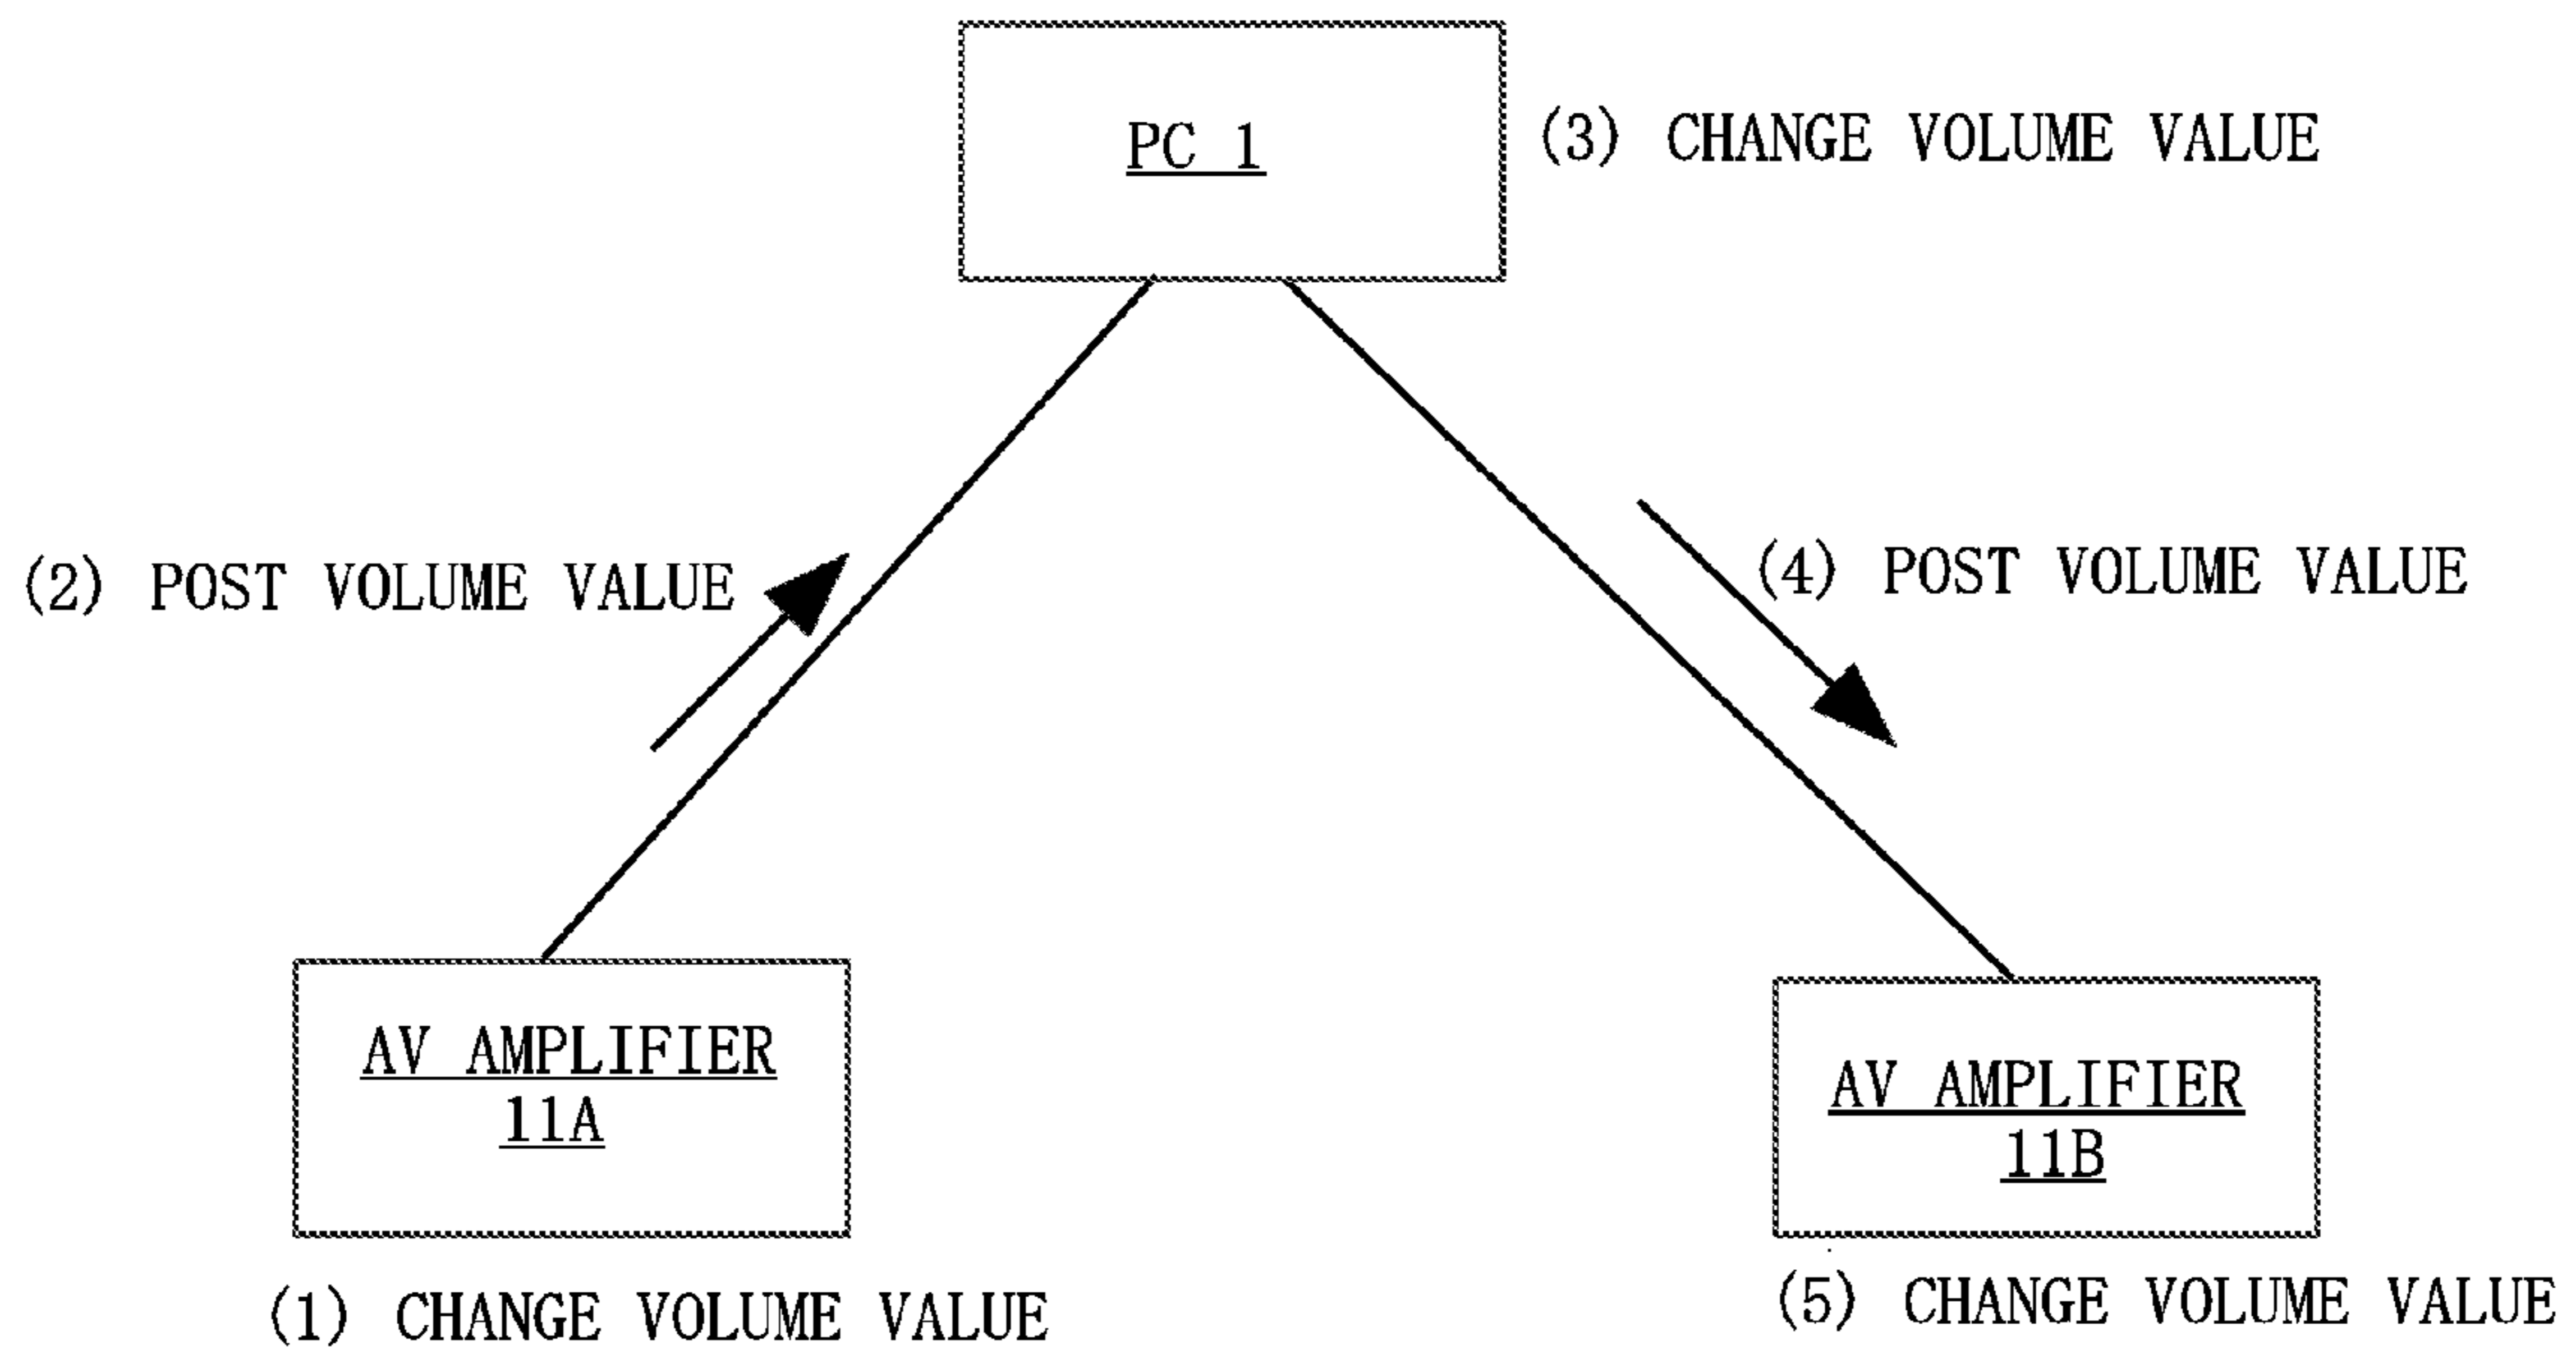 PC 1
(3) CHANGE VOLUME VALUE
(2) POST VOLUME VALUE
(4) POST VOLUME VALUE
AV AMPLIFIER
11A
AV AMPLIFIER
11B
(1) CHANGE VOLUME VALUE
(5) CHANGE VOLUME VALUE